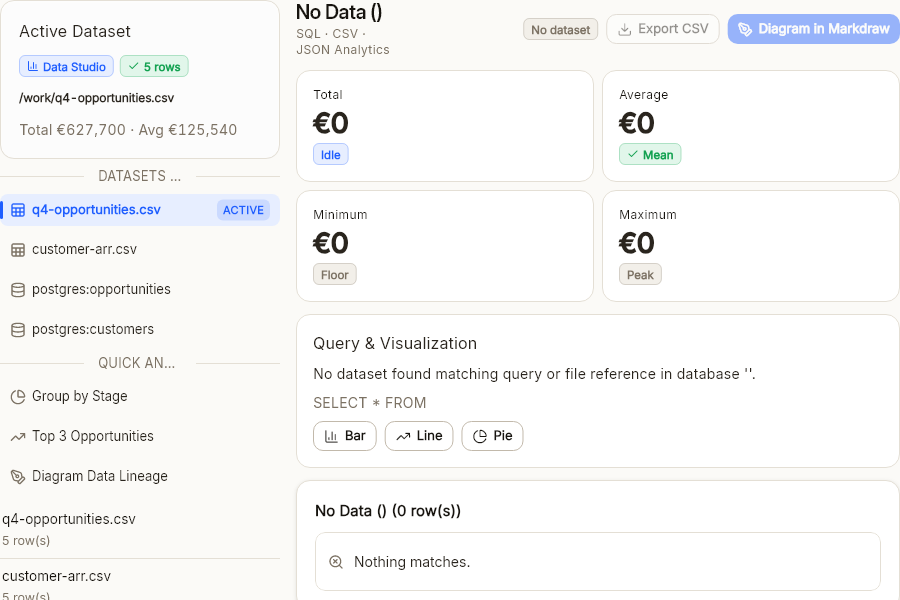 Active Dataset
Data Studio
5 rows
/work/q4-opportunities.csv
Total €627,700 · Avg €125,540
DATASETS ...
q4-opportunities.csv
ACTIVE
customer-arr.csv
postgres:opportunities
postgres:customers
QUICK AN...
Group by Stage
Top 3 Opportunities
Diagram Data Lineage
q4-opportunities.csv
5 row(s)
customer-arr.csv
5 row(s)
No Data ()
SQL · CSV ·
JSON Analytics
No dataset
Export CSV
Diagram in Markdraw
Total
€0
Idle
Average
€0
Mean
Minimum
€0
Floor
Maximum
€0
Peak
Query & Visualization
No dataset found matching query or file reference in database ''.
SELECT * FROM
Bar
Line
Pie
No Data () (0 row(s))
Nothing matches.